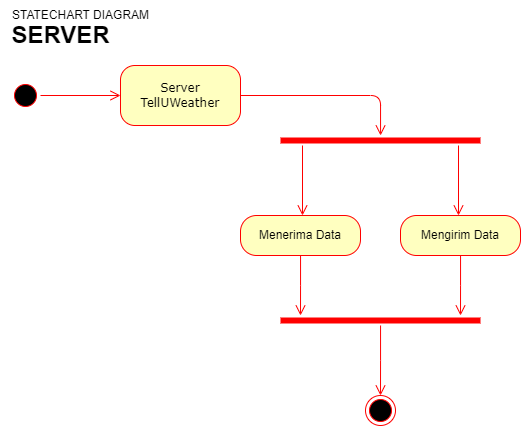 STATECHART DIAGRAM
SERVER
Server
TellUWeather
Menerima Data
Mengirim Data